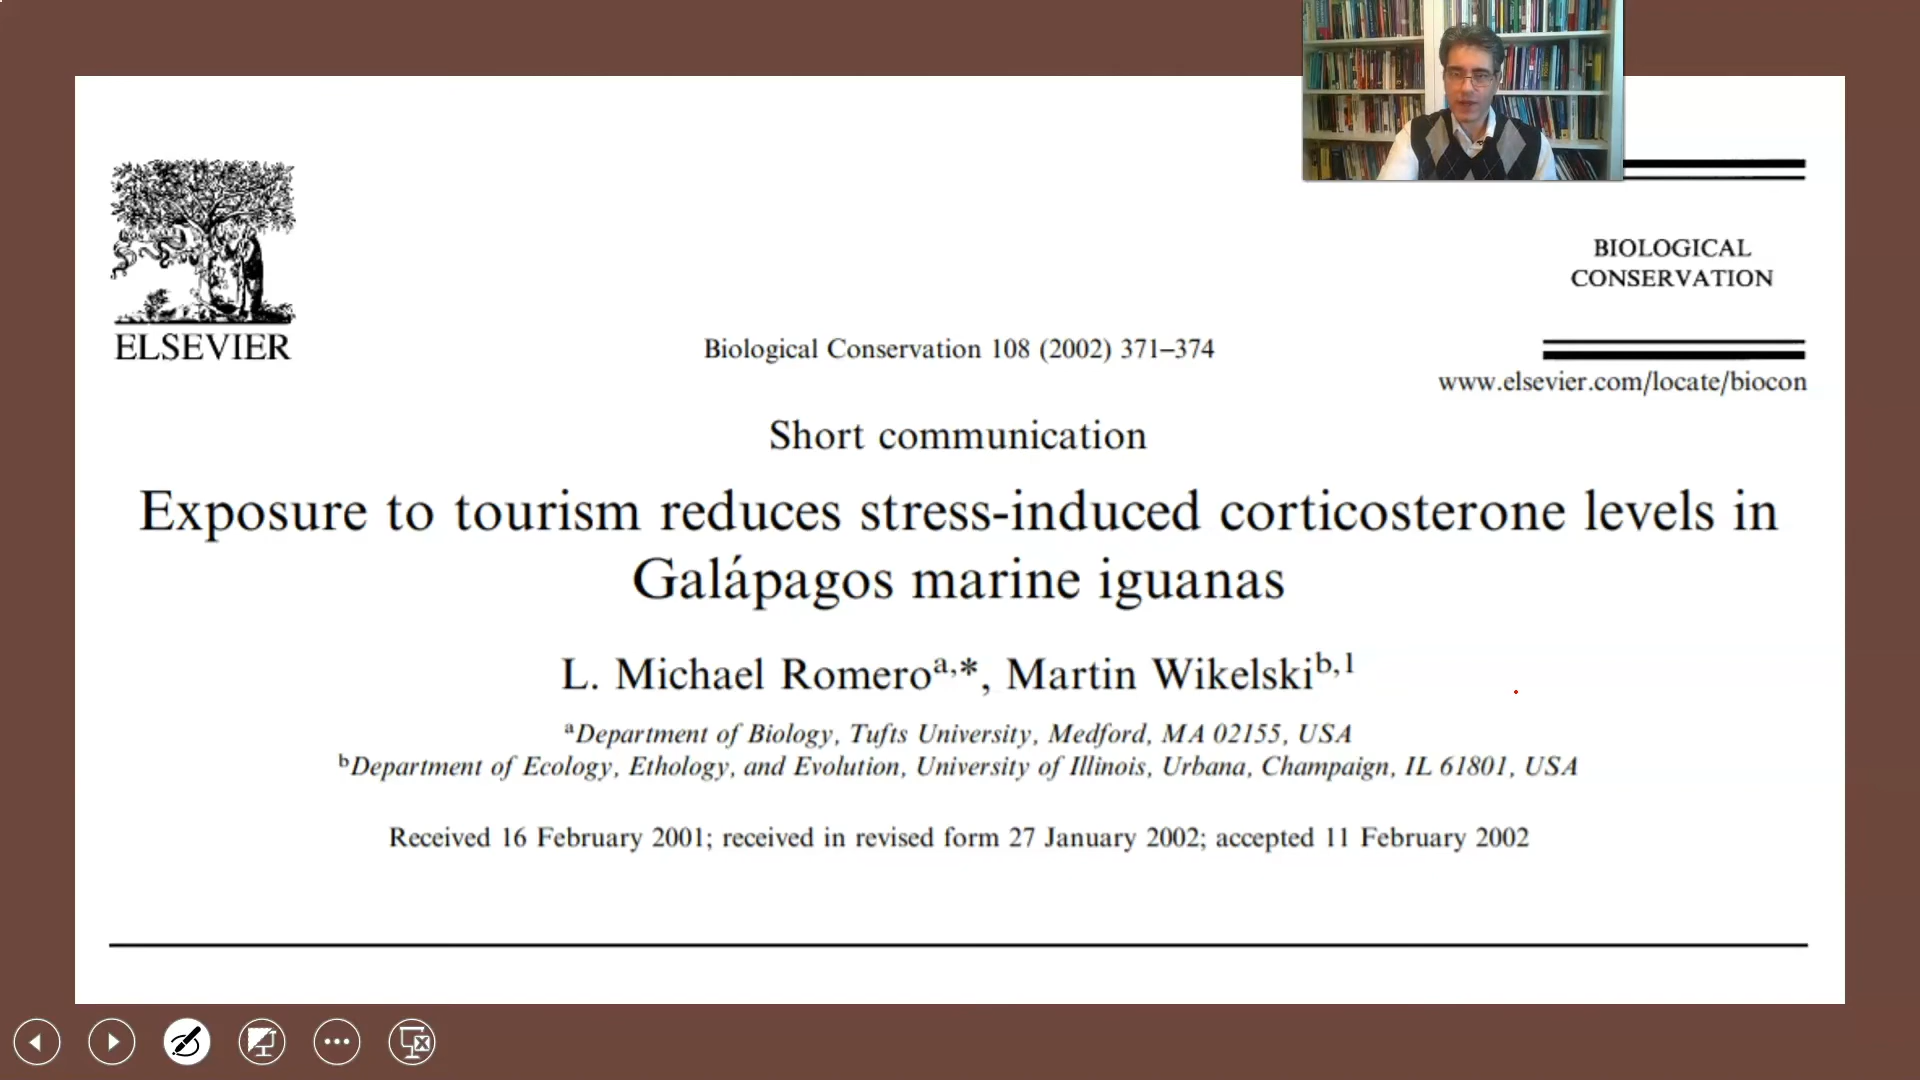 BIOLOGICAL
CONSERVATION
ELSEVIER
Biological Conservation 108 (2002) 371–374
www.elsevier.com/locate/biocon
Short communication
Exposure to tourism reduces stress-induced corticosterone levels in
Galápagos marine iguanas
L. Michael Romeroa,*, Martin Wikelskib,1
aDepartment of Biology, Tufts University, Medford, MA 02155, USA
bDepartment of Ecology, Ethology, and Evolution, University of Illinois, Urbana, Champaign, IL 61801, USA
Received 16 February 2001; received in revised form 27 January 2002; accepted 11 February 2002